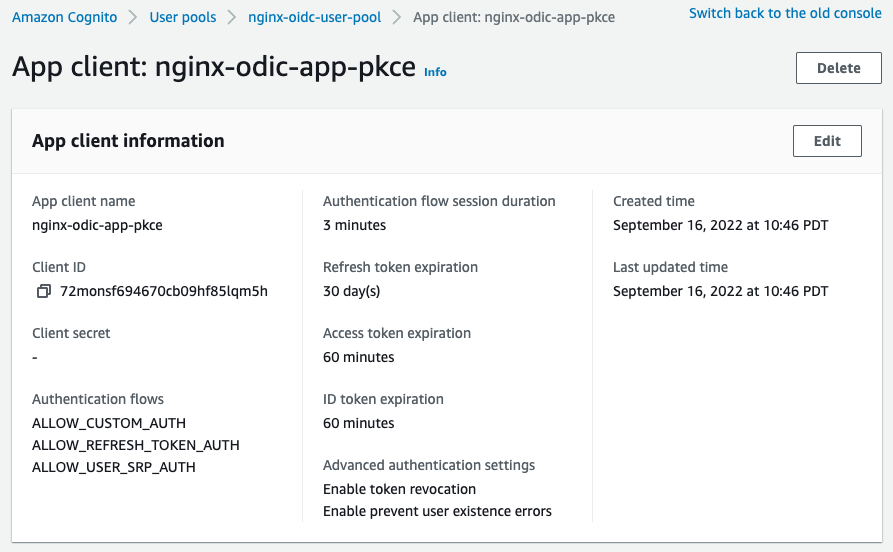 Amazon Cognito > User pools > nginx-oidc-user-pool > App client: nginx-odic-app-pkce
Switch back to the old console
App client: nginx-odic-app-pkce Info
Delete
App client information
Edit
App client name
nginx-odic-app-pkce
Client ID
72monsf694670cb09hf85lqm5h
Client secret
-
Authentication flows
ALLOW_CUSTOM_AUTH
ALLOW_REFRESH_TOKEN_AUTH
ALLOW_USER_SRP_AUTH
Authentication flow session duration
3 minutes
Refresh token expiration
30 day(s)
Access token expiration
60 minutes
ID token expiration
60 minutes
Advanced authentication settings
Enable token revocation
Enable prevent user existence errors
Created time
September 16, 2022 at 10:46 PDT
Last updated time
September 16, 2022 at 10:46 PDT